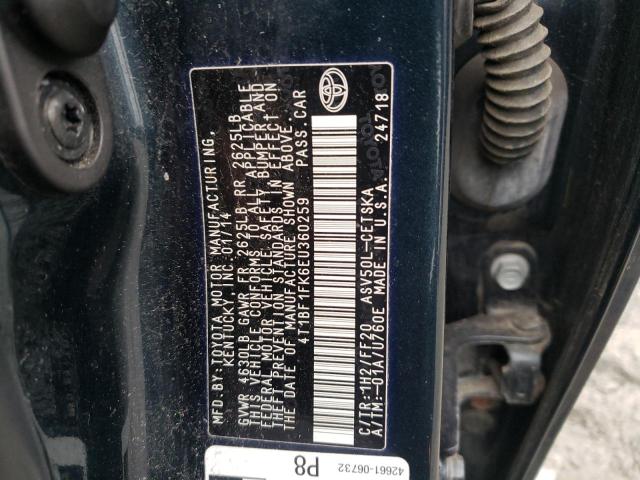 MFD.BY:TOYOTA MOTOR MANUFACTURING,
KENTUCKY, INC. 01/14
GVWR 4630LB GAWR FR 2625LB RR 2625LB
THIS VEHICLE CONFORMS TO ALL APPLICABLE
FEDERAL MOTOR VEHICLE SAFETY, BUMPER AND
THEFT PREVENTION STANDARDS IN EFFECT ON
THE DATE OF MANUFACTURE SHOWN ABOVE.
4T1BF1FK6EU360259 PASS.CAR
TOYOTA
C/TR:1H2/FF20 ASV50L-CETSKA
A/TM:-01A/U760E MADE IN U.S.A. 24718
P8
42661-06732